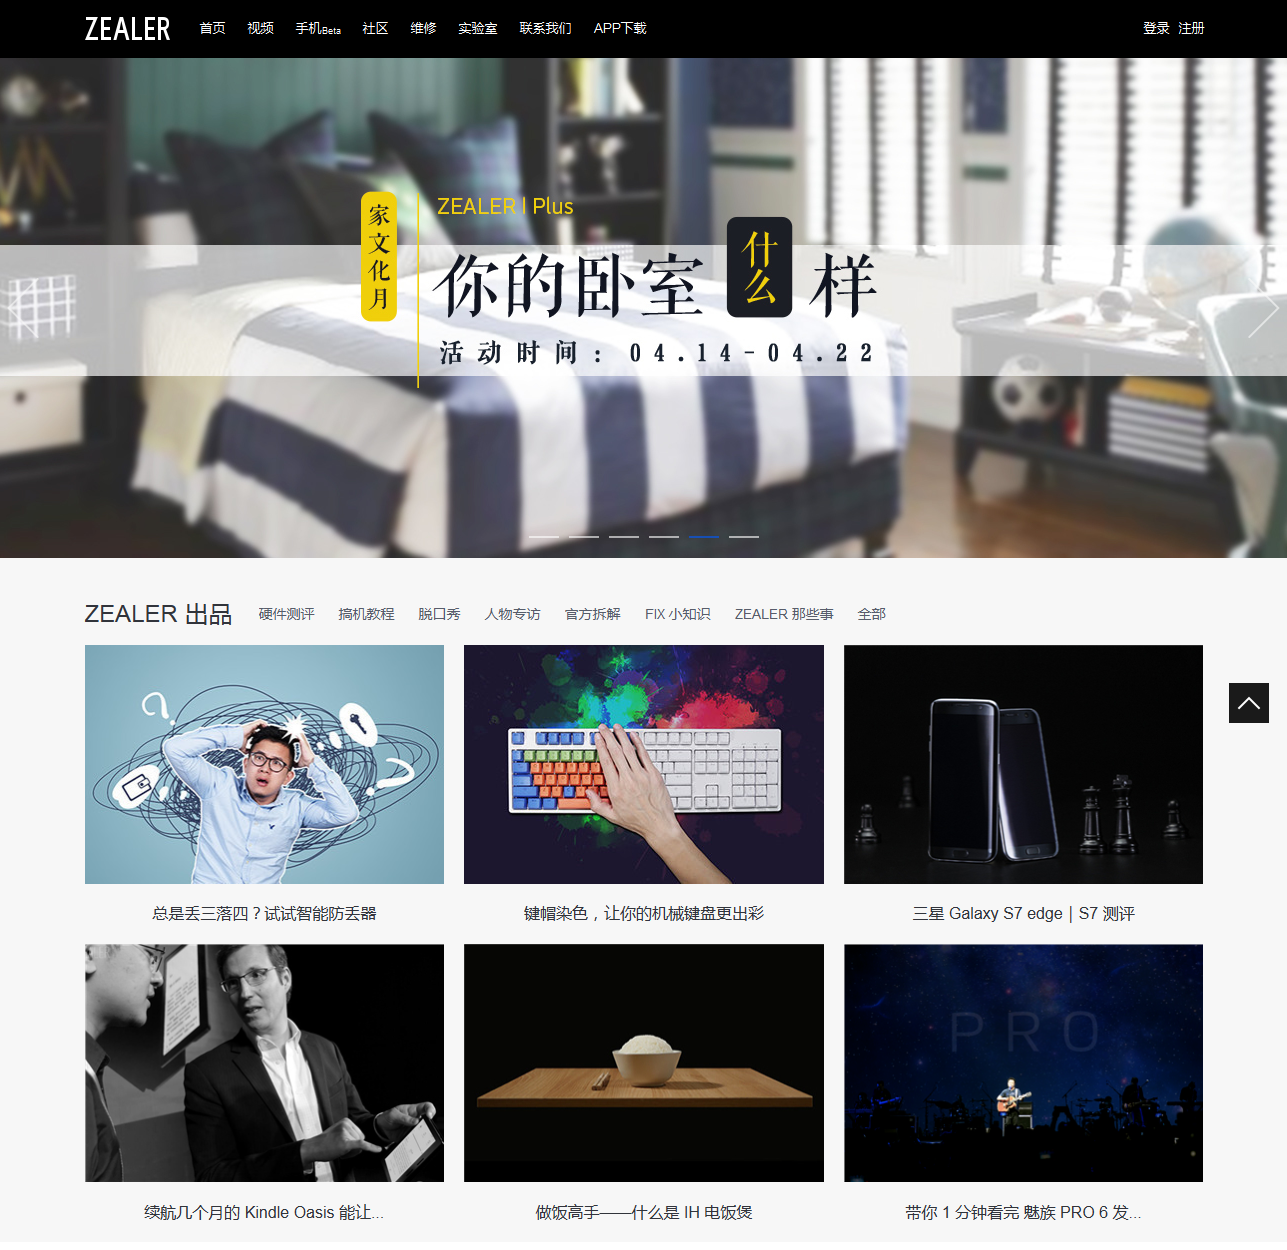 ZEALER 首页 视频 手机Beta 社区 维修 实验室 联系我们 APP下载 登录 注册
家文化月
ZEALER | Plus
你的卧室什么样
活动时间：04.14-04.22
ZEALER 出品 硬件测评 搞机教程 脱口秀 人物专访 官方拆解 FIX 小知识 ZEALER 那些事 全部
总是丢三落四？试试智能防丢器
键帽染色，让你的机械键盘更出彩
三星 Galaxy S7 edge｜S7 测评
PRO
续航几个月的 Kindle Oasis 能让...
做饭高手——什么是 IH 电饭煲
带你 1 分钟看完 魅族 PRO 6 发...